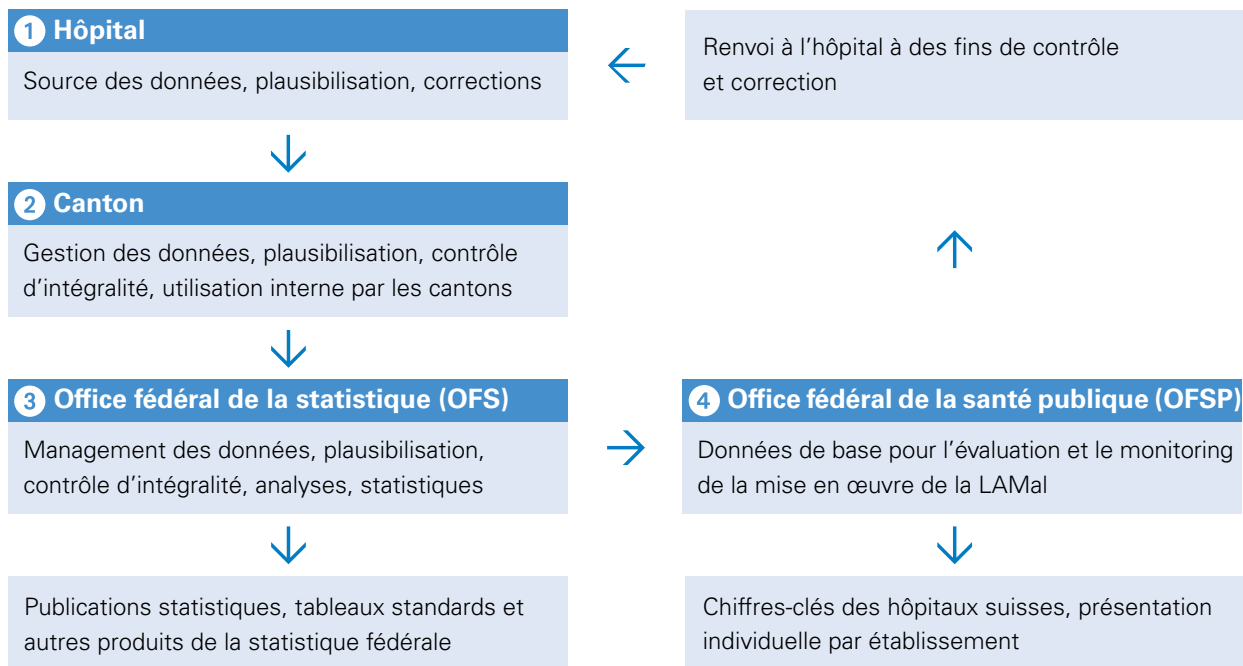 1 Hôpital
Source des données, plausibilisation, corrections
Renvoi à l’hôpital à des fins de contrôle
et correction
2 Canton
Gestion des données, plausibilisation, contrôle
d’intégralité, utilisation interne par les cantons
3 Office fédéral de la statistique (OFS)
Management des données, plausibilisation,
contrôle d’intégralité, analyses, statistiques
4 Office fédéral de la santé publique (OFSP)
Données de base pour l’évaluation et le monitoring
de la mise en œuvre de la LAMal
Publications statistiques, tableaux standards et
autres produits de la statistique fédérale
Chiffres-clés des hôpitaux suisses, présentation
individuelle par établissement